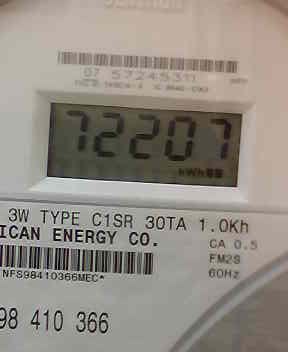 07 57245311
72207
kWh
3W TYPE C1SR 30TA 1.0Kh
ICAN ENERGY CO.
CA 0.5
FM2S
NFS98410366MEC*
60Hz
98 410 366